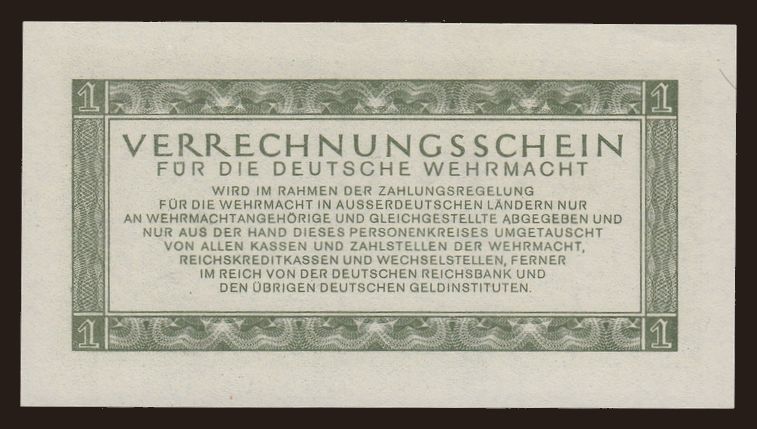 1 1
VERRECHNUNGSSCHEIN
FÜR DIE DEUTSCHE WEHRMACHT
WIRD IM RAHMEN DER ZAHLUNGSREGELUNG
FÜR DIE WEHRMACHT IN AUSSERDEUTSCHEN LÄNDERN NUR
AN WEHRMACHTANGEHÖRIGE UND GLEICHGESTELLTE ABGEGEBEN UND
NUR AUS DER HAND DIESES PERSONENKREISES UMGETAUSCHT
VON ALLEN KASSEN UND ZAHLSTELLEN DER WEHRMACHT,
REICHSKREDITKASSEN UND WECHSELSTELLEN, FERNER
IM REICH VON DER DEUTSCHEN REICHSBANK UND
DEN ÜBRIGEN DEUTSCHEN GELDINSTITUTEN.
1 1